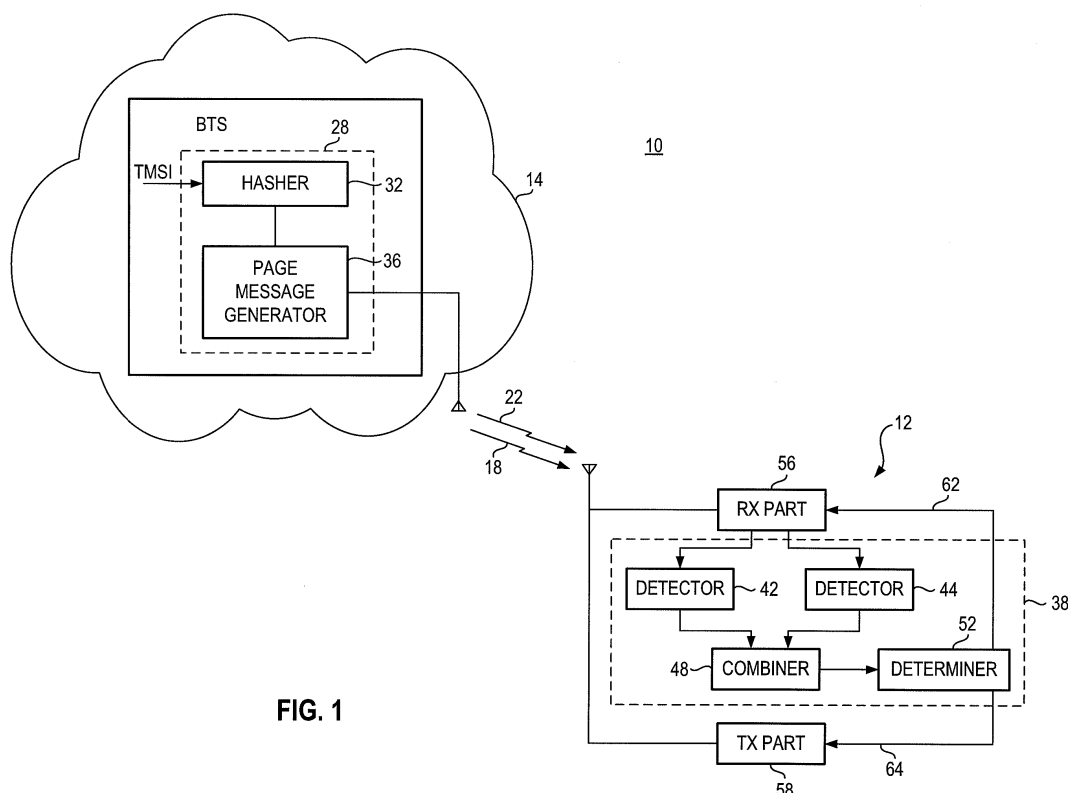 BTS
28
10
TMSI
HASHER
32
14
36
PAGE
MESSAGE
GENERATOR
22
18
12
56
62
RX PART
DETECTOR
42
DETECTOR
44
38
52
48
COMBINER
DETERMINER
FIG. 1
TX PART
64
58